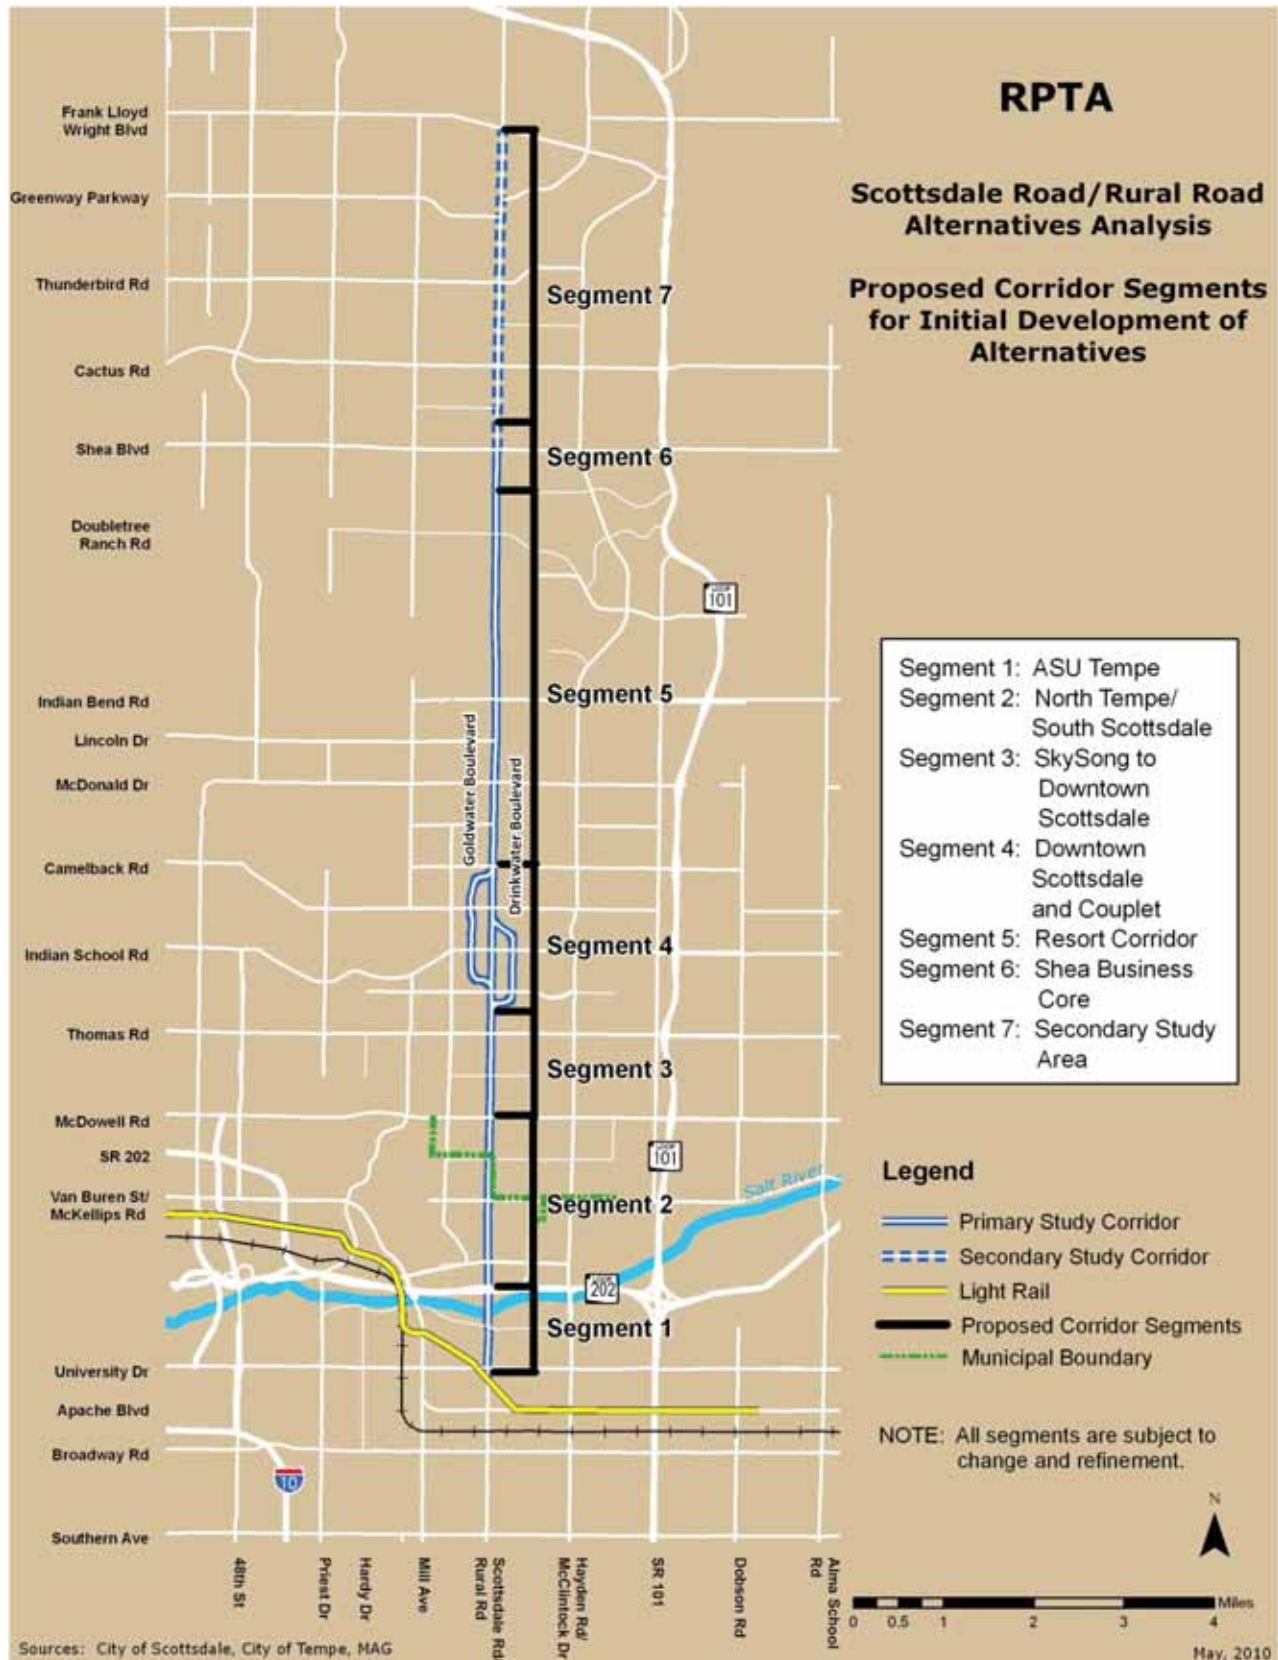 RPTA
Scottsdale Road/Rural Road
Alternatives Analysis
Proposed Corridor Segments
for Initial Development of
Alternatives
Frank Lloyd
Wright Blvd
Greenway Parkway
Thunderbird Rd
Cactus Rd
Shea Blvd
Doubletree
Ranch Rd
Indian Bend Rd
Lincoln Dr
McDonald Dr
Camelback Rd
Indian School Rd
Thomas Rd
McDowell Rd
SR 202
Van Buren St/
McKellips Rd
University Dr
Apache Blvd
Broadway Rd
Southern Ave
Segment 7
Segment 6
Segment 5
Segment 4
Segment 3
Segment 2
Segment 1
Goldwater Boulevard
Drinkwater Boulevard
LOOP
101
LOOP
101
LOOP
202
10
Salt River
48th St
Priest Dr
Hardy Dr
Mill Ave
Scottsdale Rd/
Rural Rd
Hayden Rd/
McClintock Dr
SR 101
Dobson Rd
Alma School
Rd
Segment 1: ASU Tempe
Segment 2: North Tempe/
South Scottsdale
Segment 3: SkySong to
Downtown
Scottsdale
Segment 4: Downtown
Scottsdale
and Couplet
Segment 5: Resort Corridor
Segment 6: Shea Business
Core
Segment 7: Secondary Study
Area
Legend
Primary Study Corridor
Secondary Study Corridor
Light Rail
Proposed Corridor Segments
Municipal Boundary
NOTE: All segments are subject to
change and refinement.
N
Miles
0 0.5 1 2 3 4
Sources: City of Scottsdale, City of Tempe, MAG
May, 2010